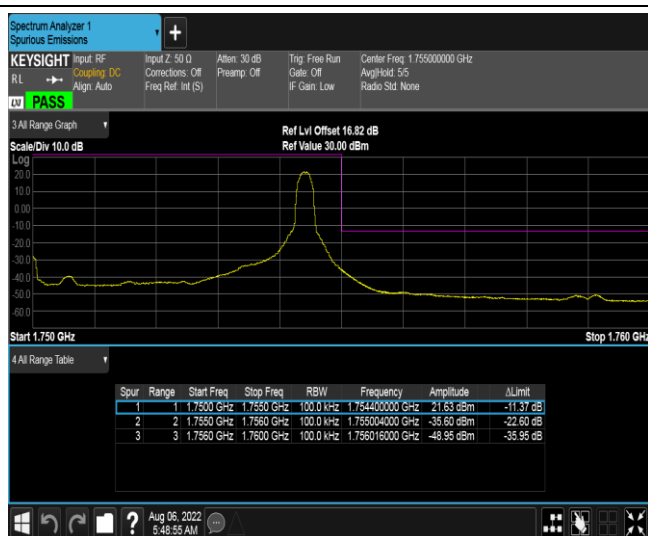 Spectrum Analyzer 1
Spurious Emissions
+
KEYSIGHT Input: RF Input Z: 50 Ω Atten: 30 dB Trig: Free Run Center Freq: 1.755000000 GHz
RL Coupling: DC Corrections: Off Preamp: Off Gate: Off Avg|Hold: 5/5
Align: Auto Freq Ref: Int (S) IF Gain: Low Radio Std: None
LXI PASS
3 All Range Graph
Ref Lvl Offset 16.82 dB
Scale/Div 10.0 dB Ref Value 30.00 dBm
Log
20.0
10.0
0.00
-10.0
-20.0
-30.0
-40.0
-50.0
-60.0
Start 1.750 GHz Stop 1.760 GHz
4 All Range Table
Spur Range Start Freq Stop Freq RBW Frequency Amplitude ΔLimit
1 1 1.7500 GHz 1.7550 GHz 100.0 kHz 1.754400000 GHz 21.63 dBm -11.37 dB
2 2 1.7550 GHz 1.7560 GHz 100.0 kHz 1.755004000 GHz -35.60 dBm -22.60 dB
3 3 1.7560 GHz 1.7600 GHz 100.0 kHz 1.756016000 GHz -48.95 dBm -35.95 dB
? Aug 06, 2022
5:48:55 AM